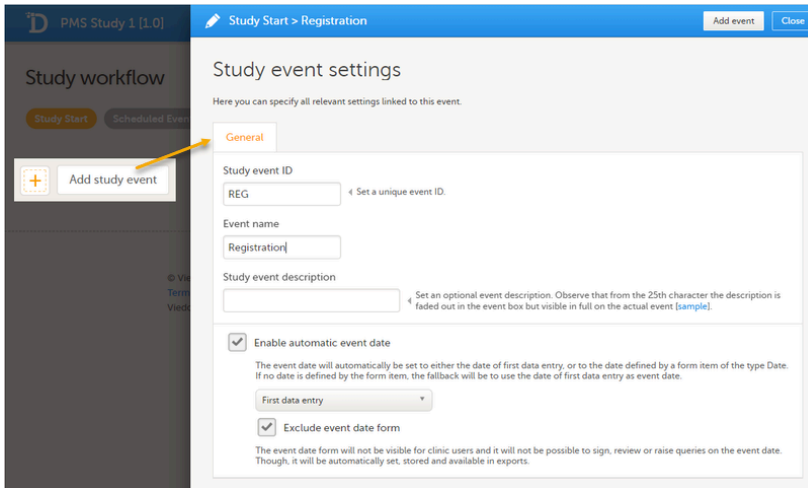 PMS Study 1 [1.0]
Study Start > Registration
Add event
Close
Study workflow
Study Start
Scheduled Even
Add study event
© Vie
Term
Viedo
Study event settings
Here you can specify all relevant settings linked to this event.
General
Study event ID
REG
Set a unique event ID.
Event name
Registration
Study event description
Set an optional event description. Observe that from the 25th character the description is
faded out in the event box but visible in full on the actual event [sample].
Enable automatic event date
The event date will automatically be set to either the date of first data entry, or to the date defined by a form item of the type Date.
If no date is defined by the form item, the fallback will be to use the date of first data entry as event date.
First data entry
Exclude event date form
The event date form will not be visible for clinic users and it will not be possible to sign, review or raise queries on the event date.
Though, it will be automatically set, stored and available in exports.